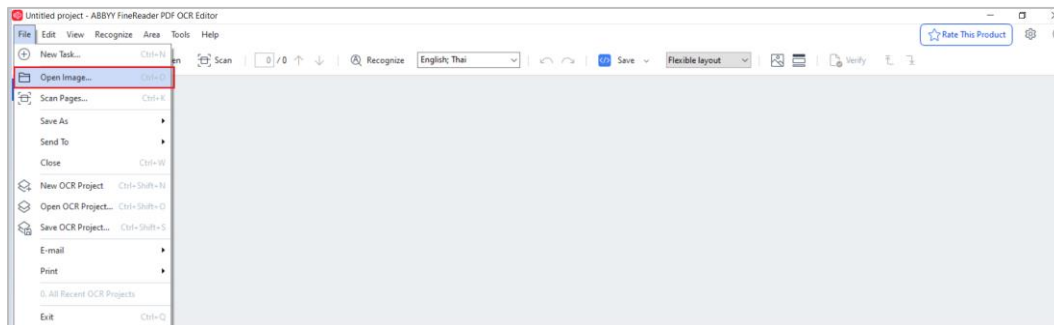 Untitled project - ABBYY FineReader PDF OCR Editor
File Edit View Recognize Area Tools Help Rate This Product
New Task... Ctrl+N
en Scan 0 / 0 Recognize English; Thai Save Flexible layout Verify
Open Image... Ctrl+O
Scan Pages... Ctrl+K
Save As
Send To
Close Ctrl+W
New OCR Project Ctrl+Shift+N
Open OCR Project... Ctrl+Shift+O
Save OCR Project... Ctrl+Shift+S
E-mail
Print
0. All Recent OCR Projects
Exit Ctrl+Q